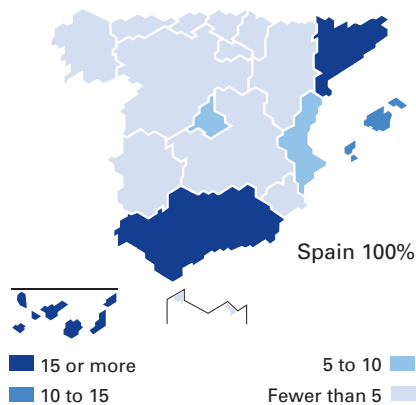 Spain 100%
15 or more
10 to 15
5 to 10
Fewer than 5